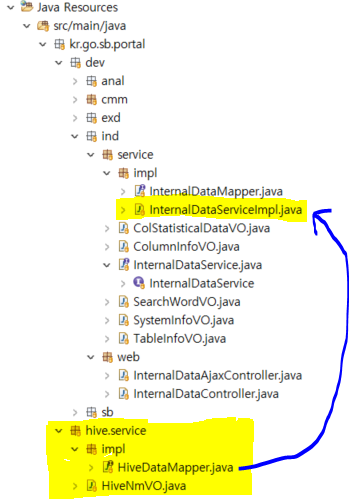 Java Resources
src/main/java
kr.go.sb.portal
dev
anal
cmm
exd
ind
service
impl
InternalDataMapper.java
InternalDataServiceImpl.java
ColStatisticalDataVO.java
ColumnInfoVO.java
InternalDataService.java
InternalDataService
SearchWordVO.java
SystemInfoVO.java
TableInfoVO.java
web
InternalDataAjaxController.java
InternalDataController.java
sb
hive.service
impl
HiveDataMapper.java
HiveNmVO.java